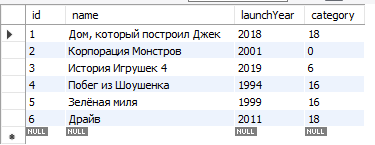 id name launchYear category
1 Дом, который построил Джек 2018 18
2 Корпорация Монстров 2001 0
3 История Игрушек 4 2019 6
4 Побег из Шоушенка 1994 16
5 Зелёная миля 1999 16
6 Драйв 2011 18
NULL NULL NULL NULL